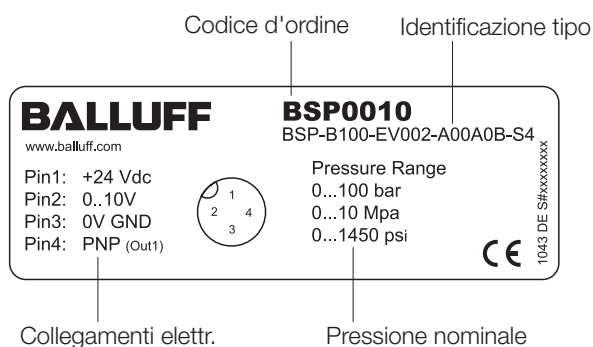 Codice d'ordine
Identificazione tipo
BALLUFF
www.balluff.com
BSP0010
BSP-B100-EV002-A00A0B-S4
Pin1: +24 Vdc
Pin2: 0..10V
Pin3: 0V GND
Pin4: PNP (Out1)
1
2 4
3
Pressure Range
0...100 bar
0...10 Mpa
0...1450 psi
CE
1043 DE S#xxxxxxxxx
Collegamenti elettr.
Pressione nominale